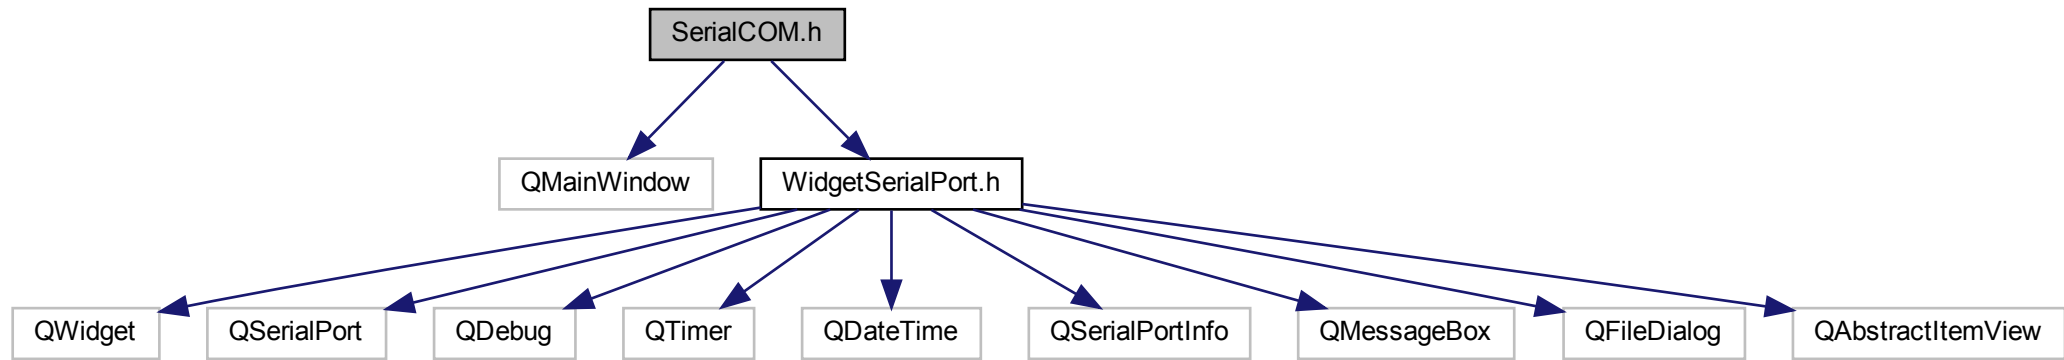 SerialCOM.h
QMainWindow
WidgetSerialPort.h
QWidget
QSerialPort
QDebug
QTimer
QDateTime
QSerialPortInfo
QMessageBox
QFileDialog
QAbstractItemView